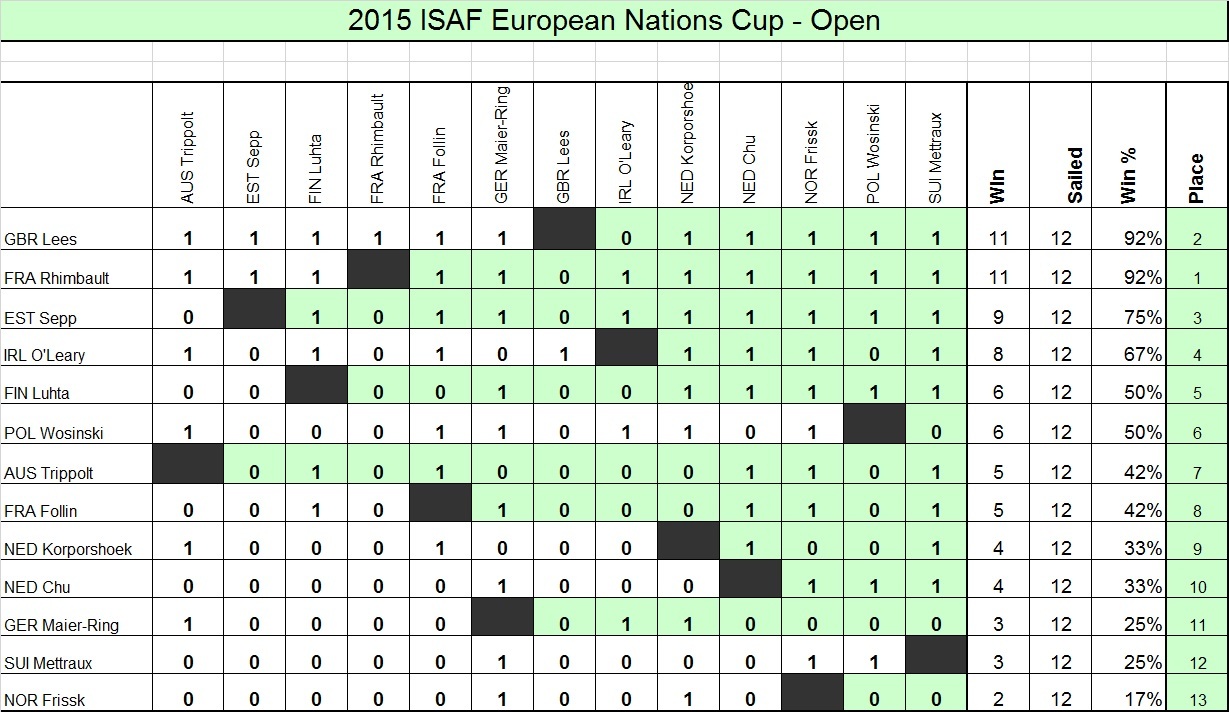 2015 ISAF European Nations Cup - Open
AUS Trippolt EST Sepp FIN Luhta FRA Rhimbault FRA Follin GER Maier-Ring GBR Lees IRL O'Leary NED Korporshoe NED Chu NOR Frissk POL Wosinski SUI Mettraux WIn Sailed Win % Place
GBR Lees 1 1 1 1 1 1 0 1 1 1 1 1 11 12 92% 2
FRA Rhimbault 1 1 1 1 1 0 1 1 1 1 1 1 11 12 92% 1
EST Sepp 0 1 0 1 1 0 1 1 1 1 1 1 9 12 75% 3
IRL O'Leary 1 0 1 0 1 0 1 1 1 1 0 1 8 12 67% 4
FIN Luhta 0 0 0 0 1 0 0 1 1 1 1 1 6 12 50% 5
POL Wosinski 1 0 0 0 1 1 0 1 1 0 1 0 6 12 50% 6
AUS Trippolt 0 1 0 1 0 0 0 0 1 1 0 1 5 12 42% 7
FRA Follin 0 0 1 0 1 0 0 0 1 1 0 1 5 12 42% 8
NED Korporshoek 1 0 0 0 1 0 0 0 1 0 0 1 4 12 33% 9
NED Chu 0 0 0 0 0 1 0 0 0 1 1 1 4 12 33% 10
GER Maier-Ring 1 0 0 0 0 0 1 1 0 0 0 0 3 12 25% 11
SUI Mettraux 0 0 0 0 0 1 0 0 0 0 1 1 3 12 25% 12
NOR Frissk 0 0 0 0 0 1 0 0 1 0 0 0 2 12 17% 13